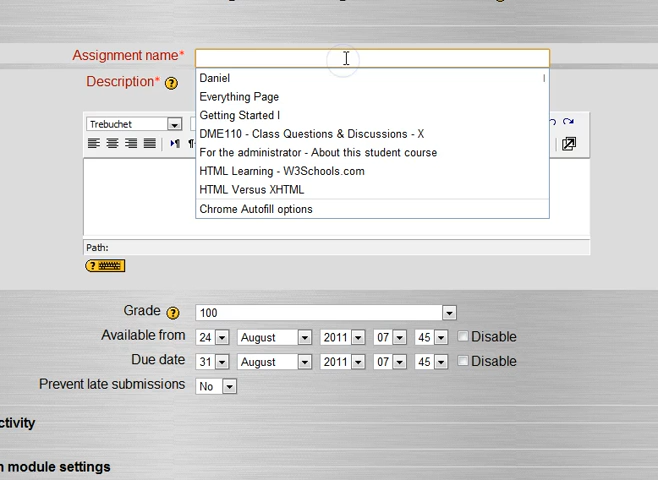 Assignment name*
Daniel
Everything Page
Getting Started I
DME110 - Class Questions & Discussions - X
For the administrator - About this student course
HTML Learning - W3Schools.com
HTML Versus XHTML
Chrome Autofill options
Description* ?
Trebuchet
Path:
?
Grade ? 100
Available from 24 August 2011 07 45 Disable
Due date 31 August 2011 07 45 Disable
Prevent late submissions No
ctivity
module settings